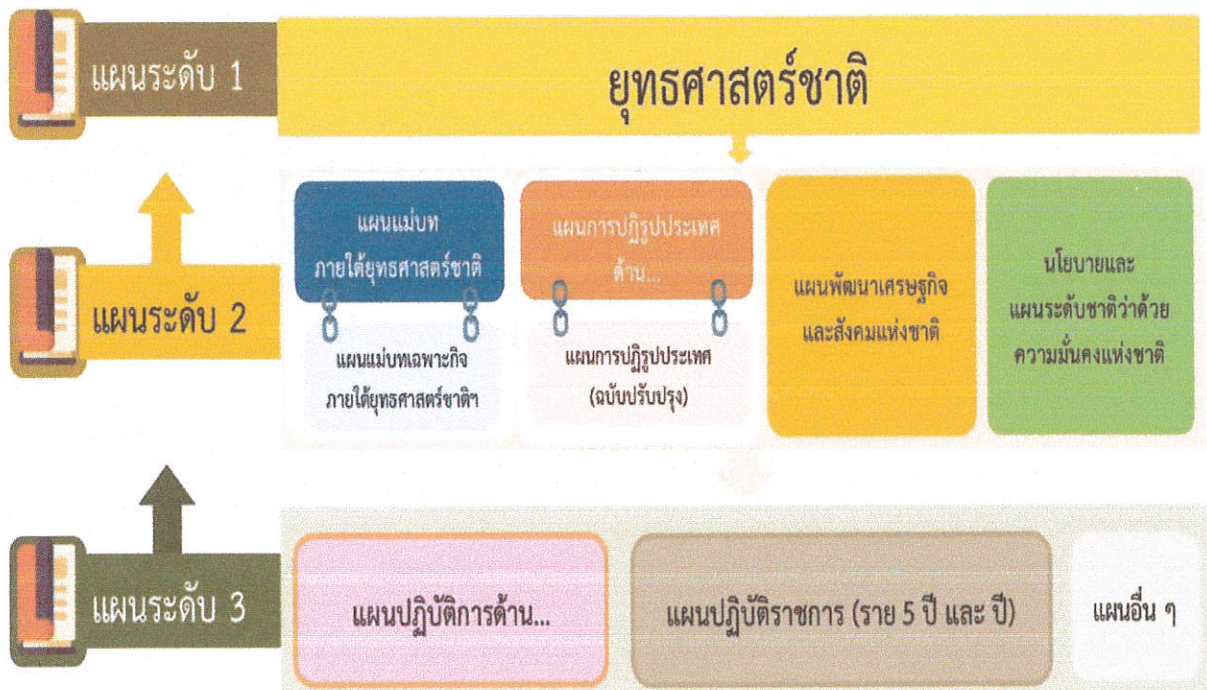 แผนระดับ 1
ยุทธศาสตร์ชาติ
แผนระดับ 2
แผนแม่บท
ภายใต้ยุทธศาสตร์ชาติ
แผนแม่บทเฉพาะกิจ
ภายใต้ยุทธศาสตร์ชาติฯ
แผนการปฏิรูปประเทศ
ด้าน...
แผนการปฏิรูปประเทศ
(ฉบับปรับปรุง)
แผนพัฒนาเศรษฐกิจ
และสังคมแห่งชาติ
นโยบายและ
แผนระดับชาติว่าด้วย
ความมั่นคงแห่งชาติ
แผนระดับ 3
แผนปฏิบัติการด้าน...
แผนปฏิบัติราชการ (ราย 5 ปี และ ปี)
แผนอื่น ๆ